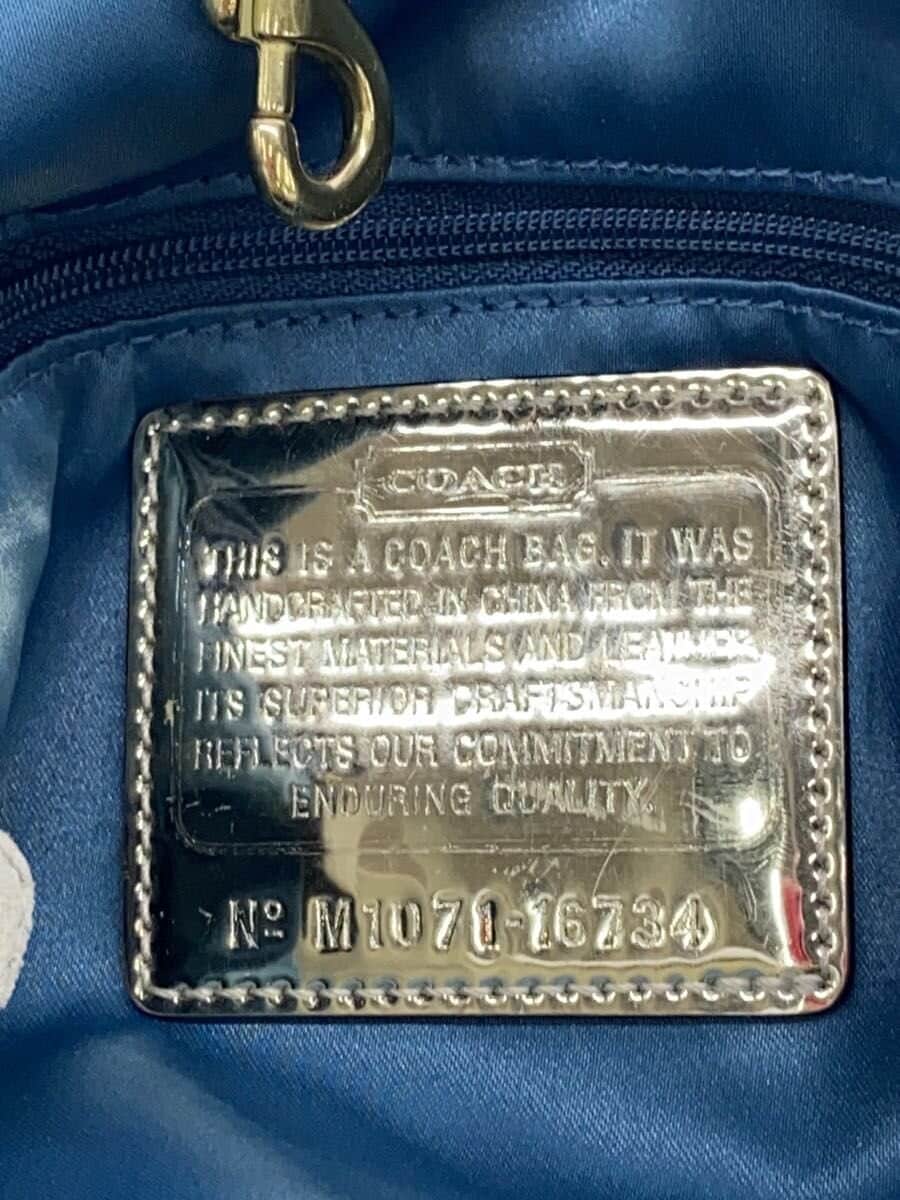 COACH
THIS IS A COACH BAG. IT WAS
HANDCRAFTED IN CHINA FROM THE
FINEST MATERIALS AND LEATHER
ITS SUPERIOR CRAFTSMANSHIP
REFLECTS OUR COMMITMENT TO
ENDURING QUALITY.
Nº M1071-16734